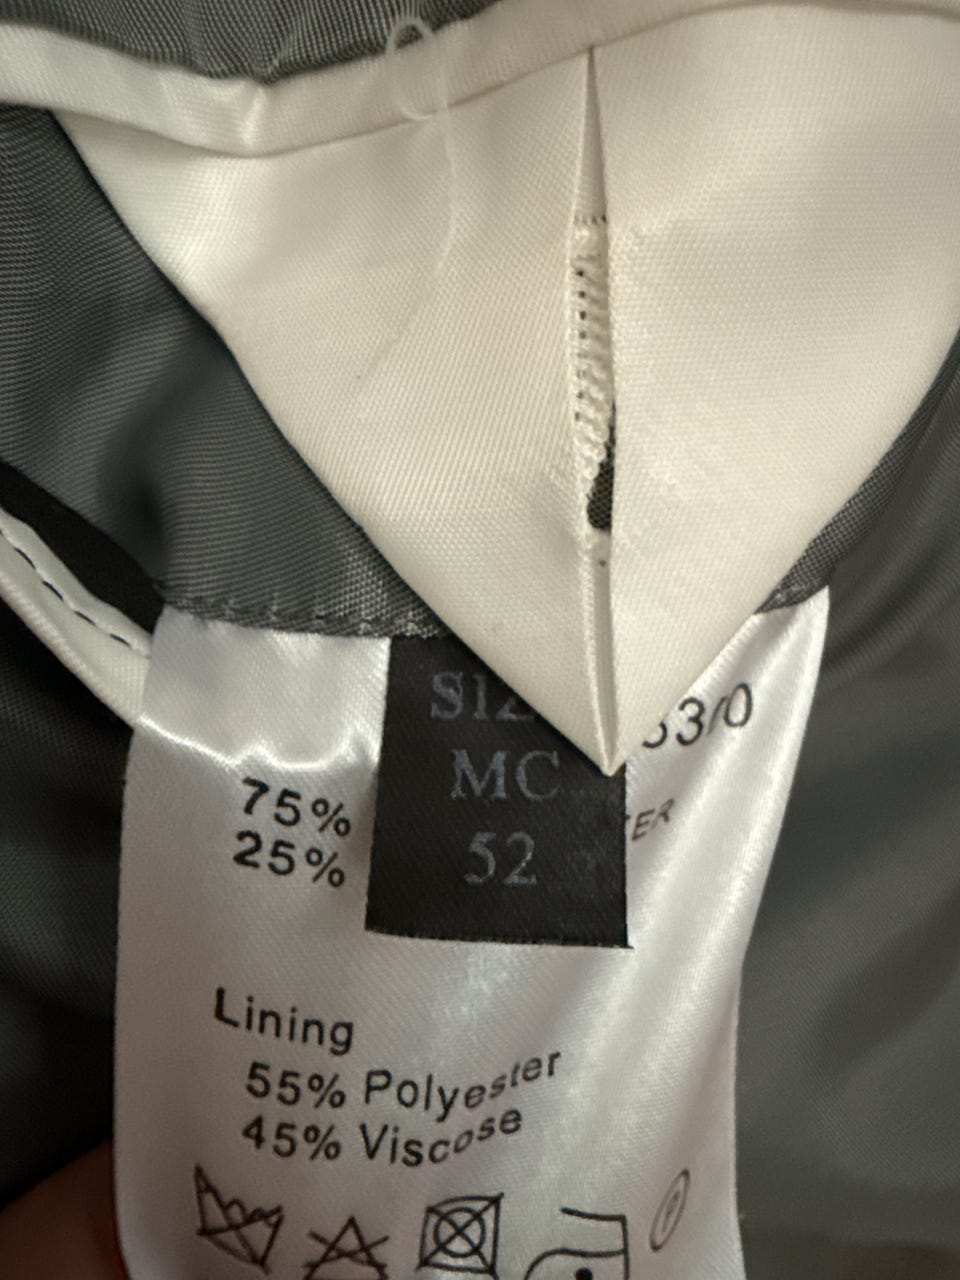 MC
52
75%
25%
Lining
55% Polyester
45% Viscose
P